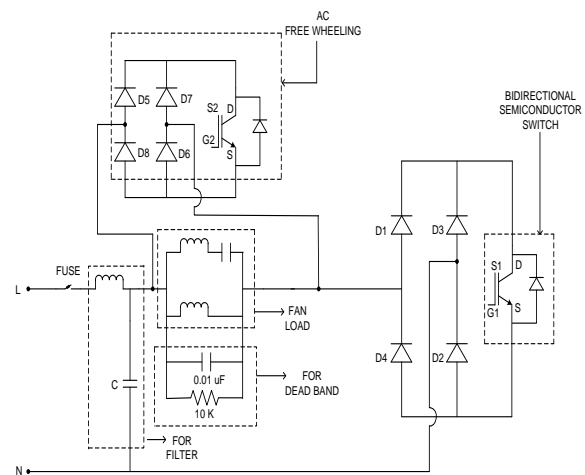 AC
FREE WHEELING
D5
D7
S2
D
G2
D8
D6
S
BIDIRECTIONAL
SEMICONDUCTOR
SWITCH
D1
D3
S1
D
G1
S
FUSE
L
FAN
LOAD
D4
D2
C
0.01 uF
10 K
FOR
DEAD BAND
FOR
FILTER
N